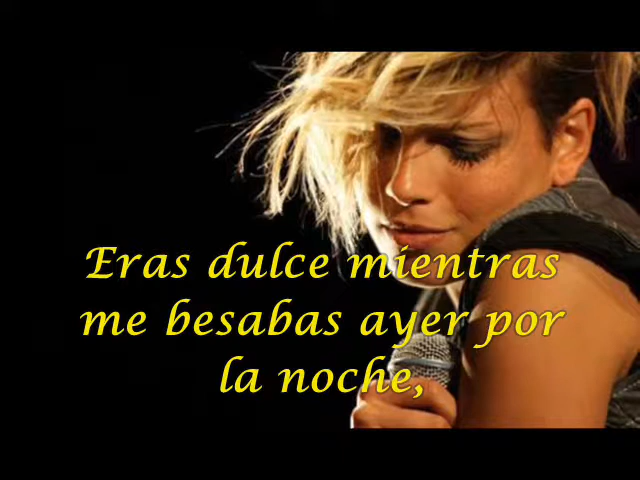 Eras dulce mientras
me besabas ayer por
la noche,